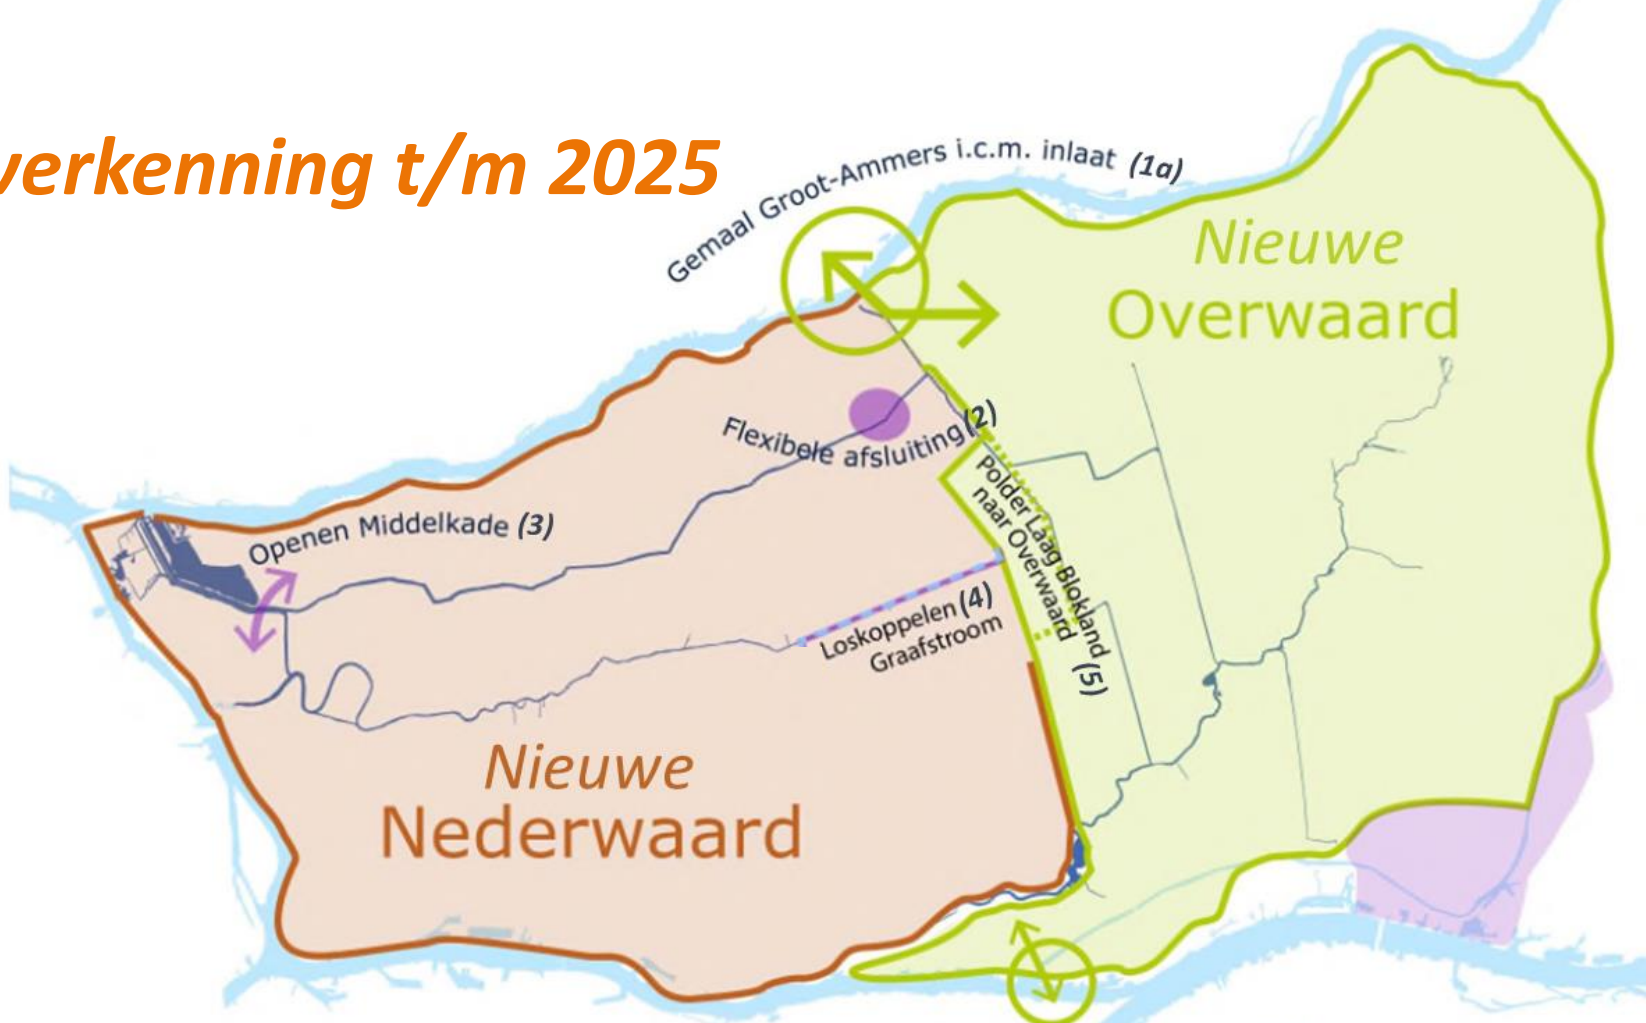 verkenning t/m 2025
Gemaal Groot-Ammers i.c.m. inlaat (1a)
Nieuwe
Overwaard
Flexibele afsluiting (2)
Polder Laag Blokland
naar Overwaard
(5)
Openen Middelkade (3)
Loskoppelen (4)
Graafstroom
Nieuwe
Nederwaard